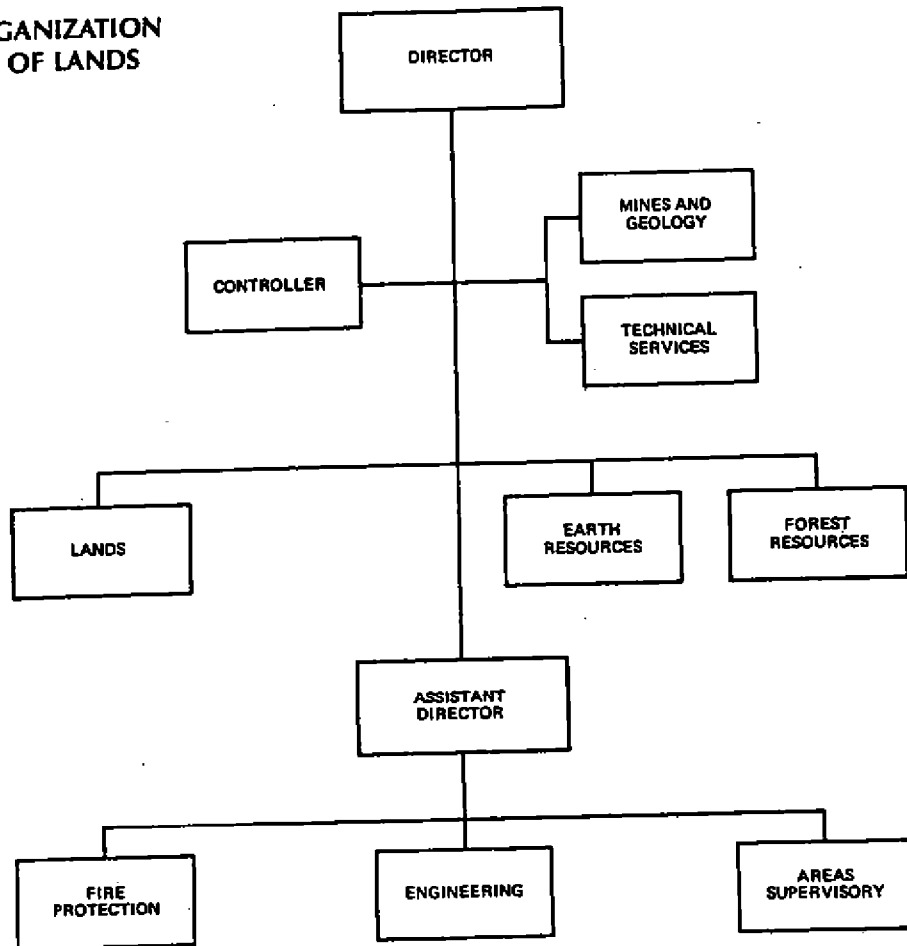 GANIZATION
OF LANDS
DIRECTOR
MINES AND
GEOLOGY
CONTROLLER
TECHNICAL
SERVICES
LANDS
EARTH
RESOURCES
FOREST
RESOURCES
ASSISTANT
DIRECTOR
FIRE
PROTECTION
ENGINEERING
AREAS
SUPERVISORY